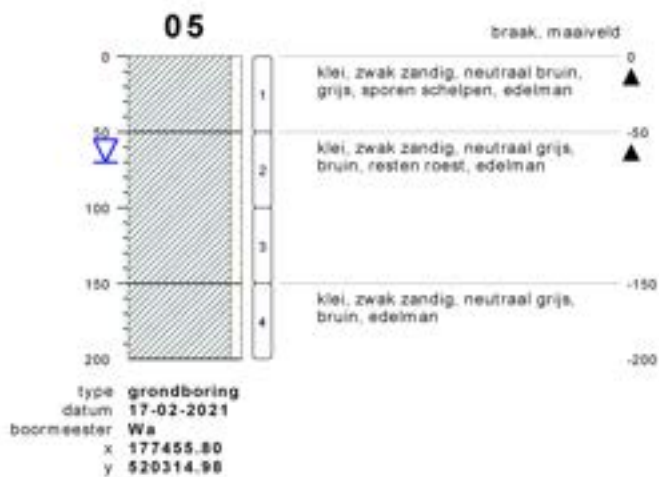 05
braak, maaiveld
0
0
klei, zwak zandig, neutraal bruin,
grijs, sporen schelpen, edelman
1
50
-50
klei, zwak zandig, neutraal grijs,
bruin, resten roest, edelman
2
100
3
150
-150
klei, zwak zandig, neutraal grijs,
bruin, edelman
4
200
-200
type grondboring
datum 17-02-2021
boormeester Wa
x 177455.80
y 520314.98